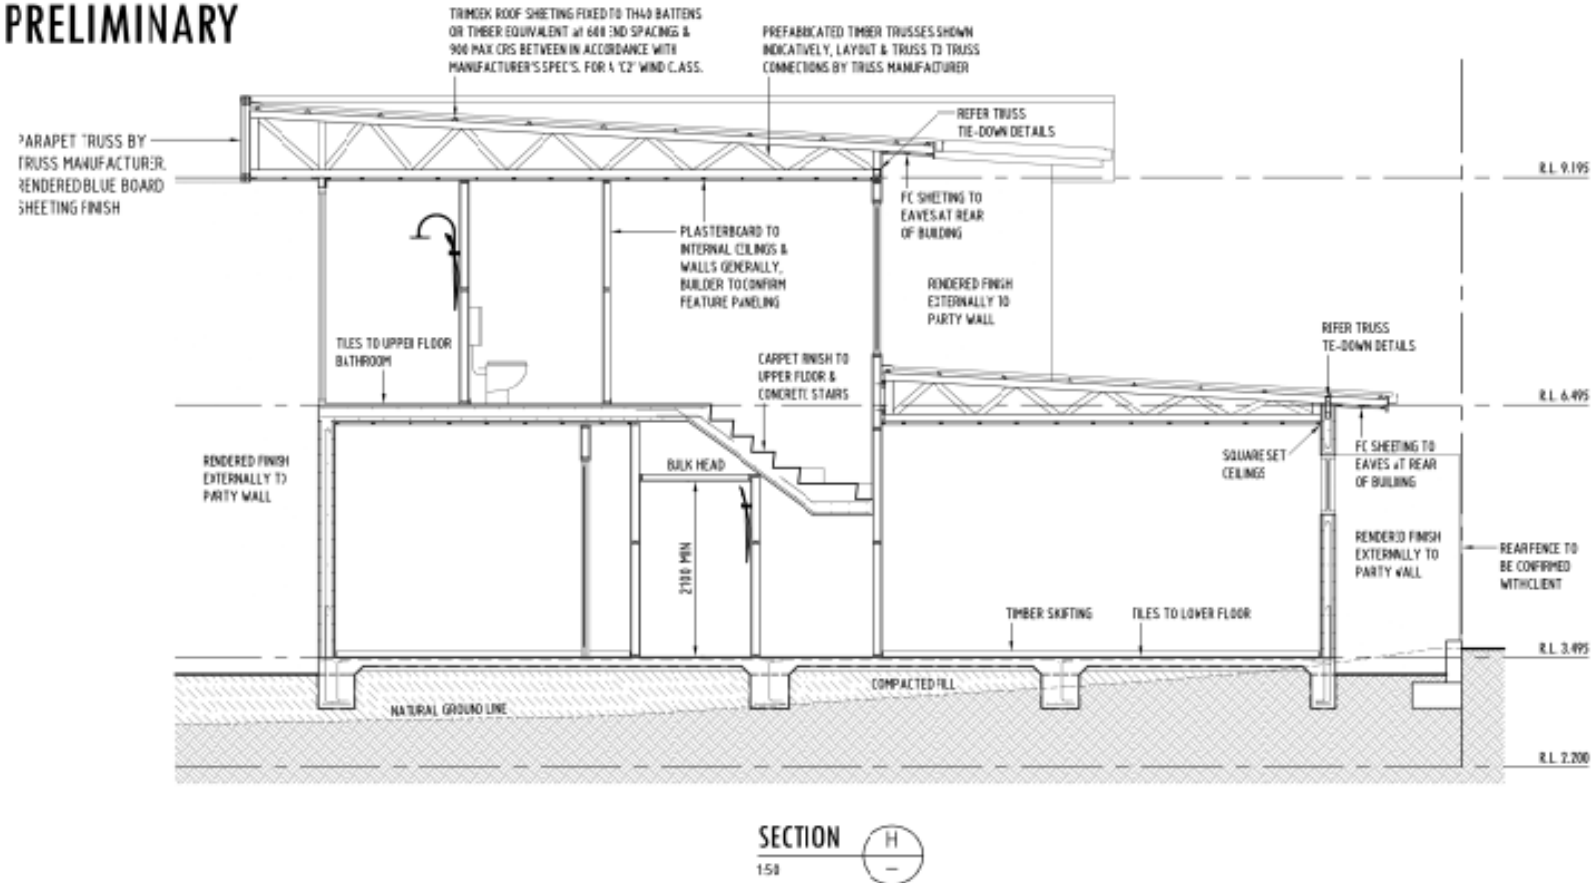 PRELIMINARY
TRIMDEK ROOF SHEETING FIXED TO TH40 BATTENS
OR TIMBER EQUIVALENT at 600 END SPACINGS &
900 MAX CRS BETWEEN IN ACCORDANCE WITH
MANUFACTURER'S SPEC'S. FOR A 'C2' WIND CLASS.
PREFABRICATED TIMBER TRUSSES SHOWN
INDICATIVELY, LAYOUT & TRUSS TO TRUSS
CONNECTIONS BY TRUSS MANUFACTURER
PARAPET TRUSS BY
TRUSS MANUFACTURER.
RENDERED BLUE BOARD
SHEETING FINISH
REFER TRUSS
TIE-DOWN DETAILS
R.L. 9.195
FC SHEETING TO
EAVES AT REAR
OF BUILDING
PLASTERBOARD TO
INTERNAL CEILINGS &
WALLS GENERALLY,
BUILDER TO CONFIRM
FEATURE PANELING
RENDERED FINISH
EXTERNALLY TO
PARTY WALL
TILES TO UPPER FLOOR
BATHROOM
CARPET FINISH TO
UPPER FLOOR &
CONCRETE STAIRS
REFER TRUSS
TIE-DOWN DETAILS
R.L. 6.495
RENDERED FINISH
EXTERNALLY TO
PARTY WALL
BULK HEAD
SQUARE SET
CEILINGS
FC SHEETING TO
EAVES AT REAR
OF BUILDING
2100 MIN
RENDERED FINISH
EXTERNALLY TO
PARTY WALL
REAR FENCE TO
BE CONFIRMED
WITH CLIENT
TIMBER SKIRTING
TILES TO LOWER FLOOR
R.L. 3.495
COMPACTED FILL
NATURAL GROUND LINE
R.L. 2.200
SECTION
H
–
1:50